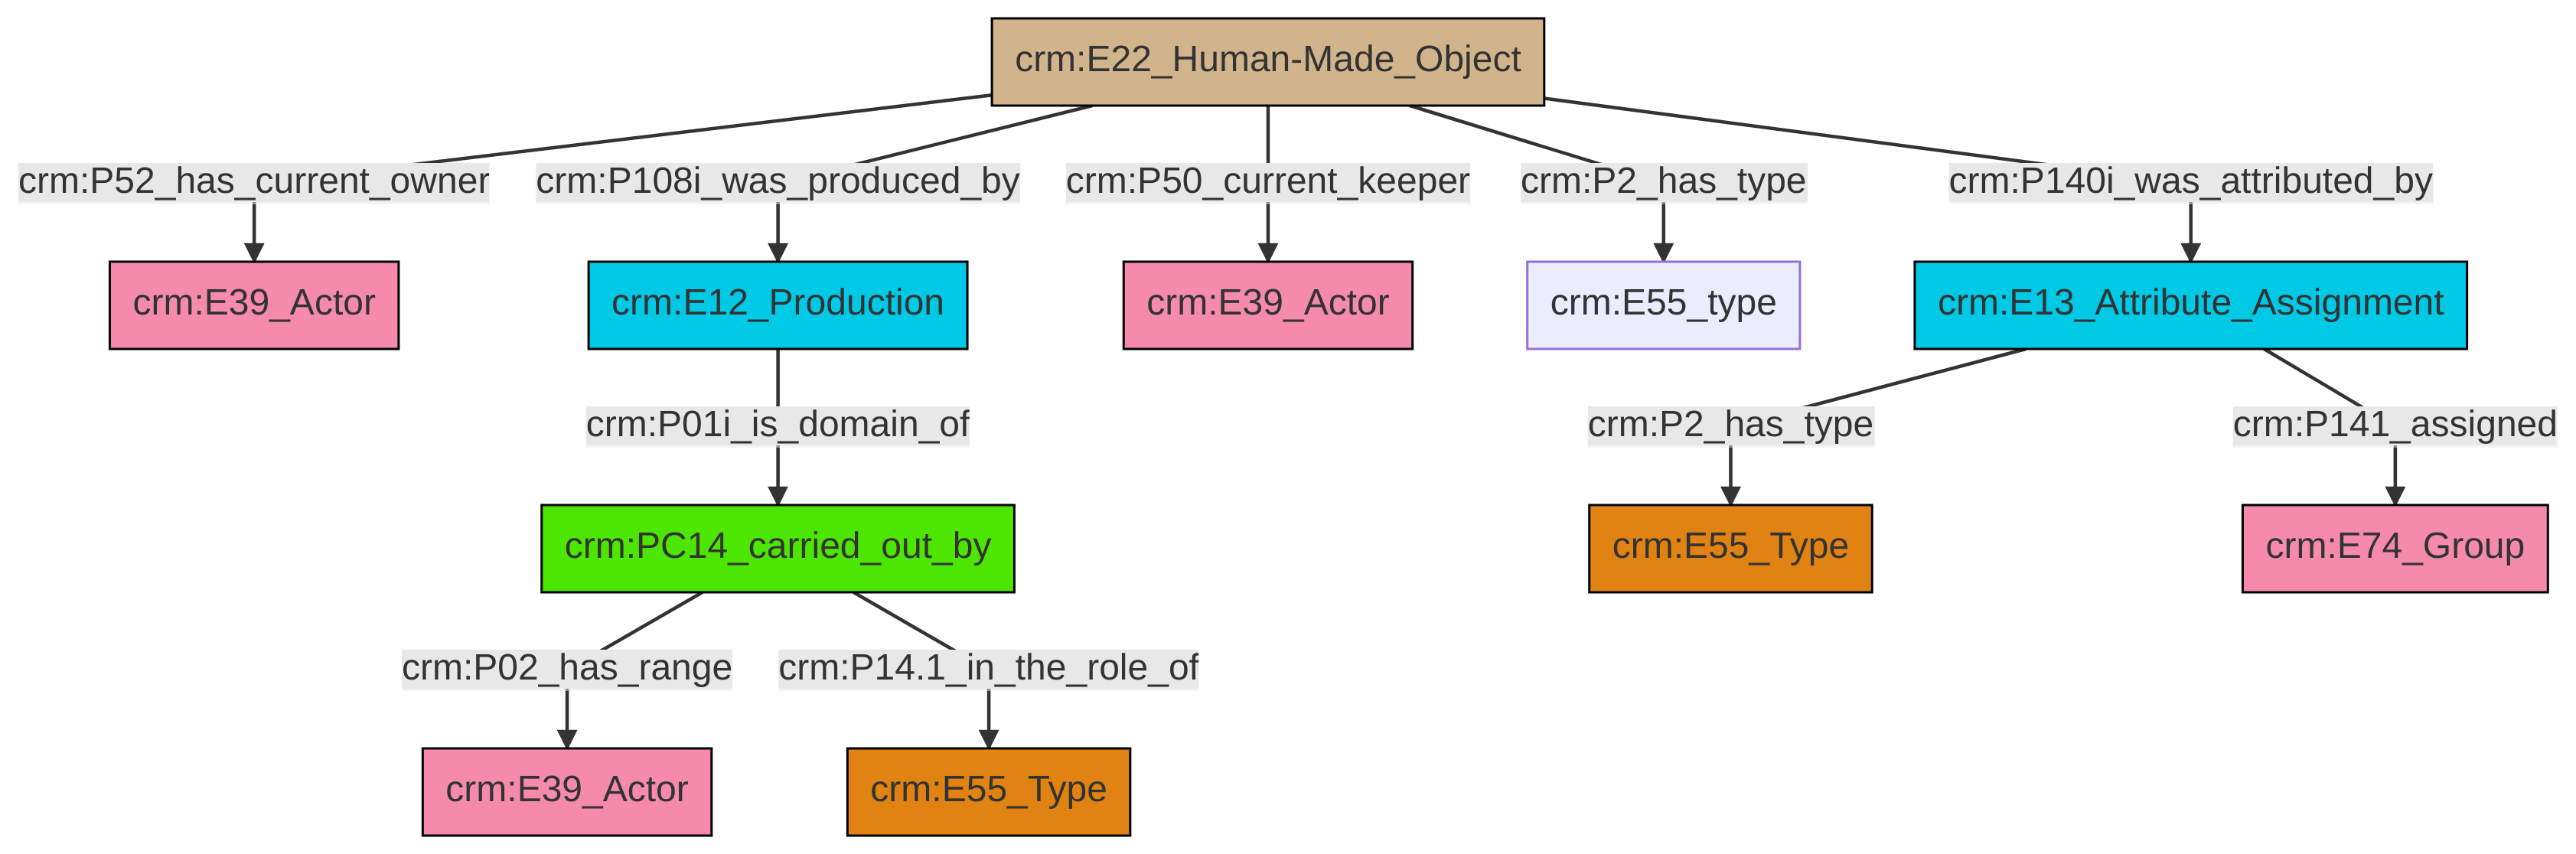 crm:E22_Human-Made_Object
crm:P52_has_current_owner
crm:P108i_was_produced_by
crm:P50_current_keeper
crm:P2_has_type
crm:P140i_was_attributed_by
crm:E39_Actor
crm:E12_Production
crm:E39_Actor
crm:E55_type
crm:E13_Attribute_Assignment
crm:P01i_is_domain_of
crm:P2_has_type
crm:P141_assigned
crm:PC14_carried_out_by
crm:E55_Type
crm:E74_Group
crm:P02_has_range
crm:P14.1_in_the_role_of
crm:E39_Actor
crm:E55_Type